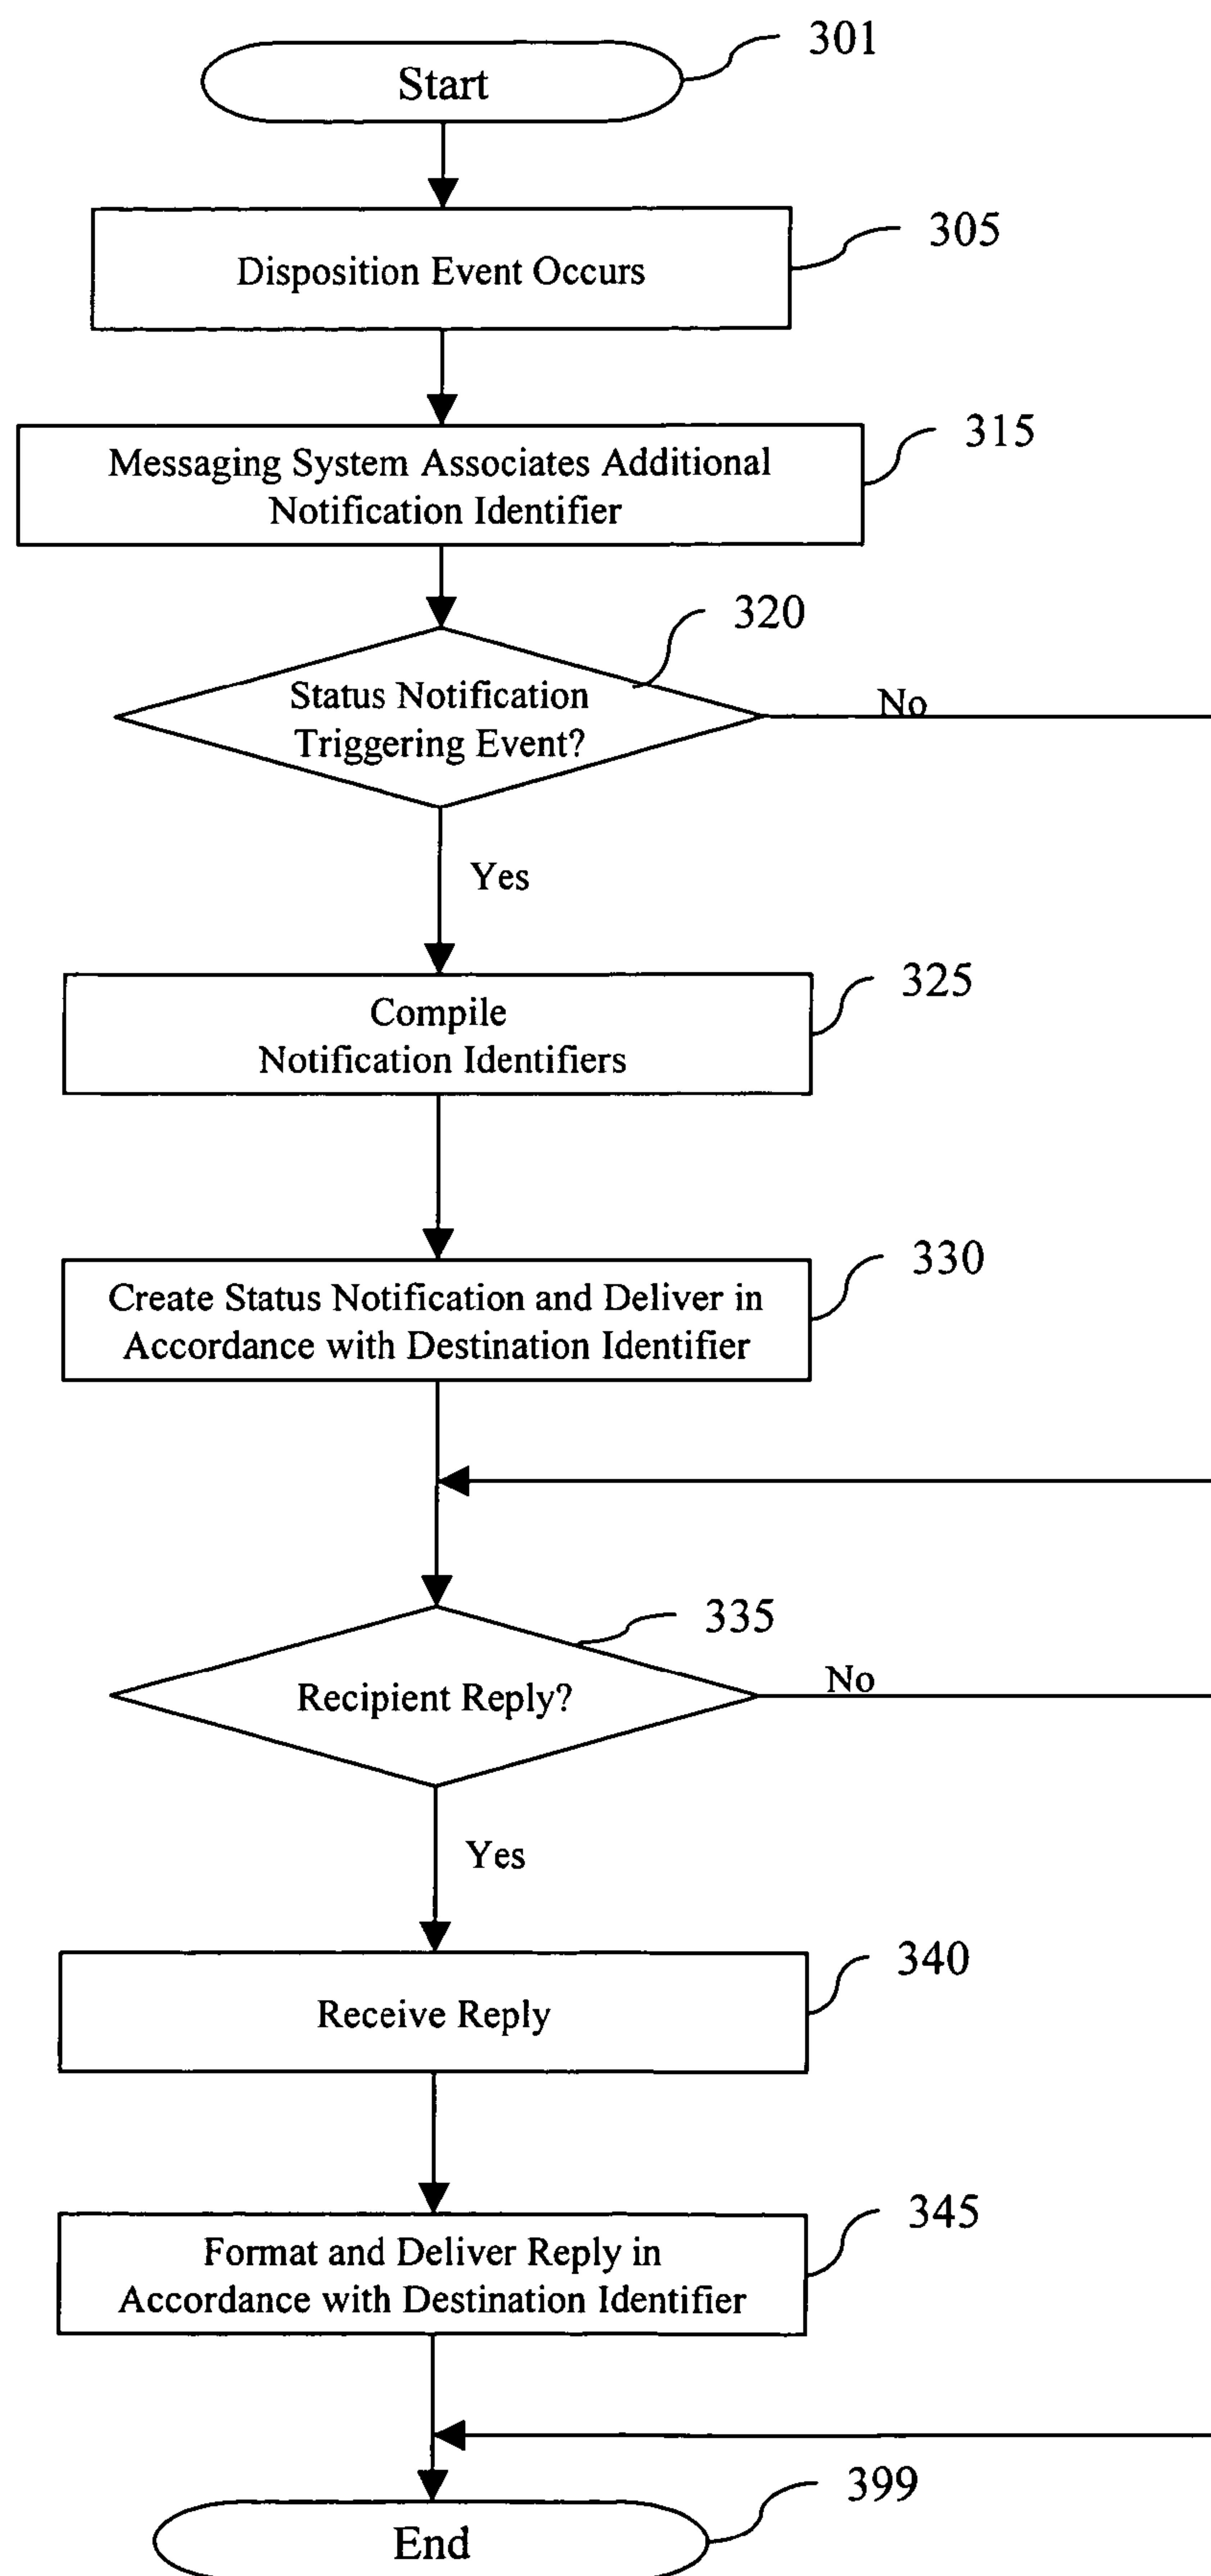 301
Start
305
Disposition Event Occurs
315
Messaging System Associates Additional
Notification Identifier
320
Status Notification
Triggering Event?
No
Yes
325
Compile
Notification Identifiers
330
Create Status Notification and Deliver in
Accordance with Destination Identifier
335
Recipient Reply?
No
Yes
340
Receive Reply
345
Format and Deliver Reply in
Accordance with Destination Identifier
399
End